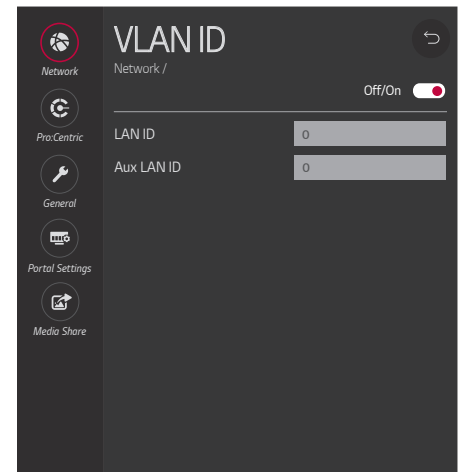 VLAN ID
Network /
Off/On
LAN ID 0
Aux LAN ID 0
Network
Pro:Centric
General
Portal Settings
Media Share